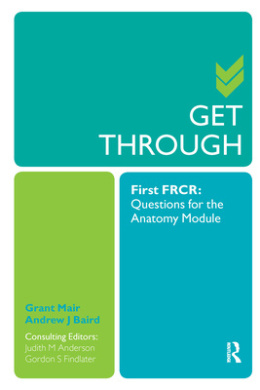 GET
THROUGH
First FRCR:
Questions for the
Anatomy Module
Grant Mair
Andrew J Baird
Consulting Editors:
Judith M Anderson
Gordon S Findlater